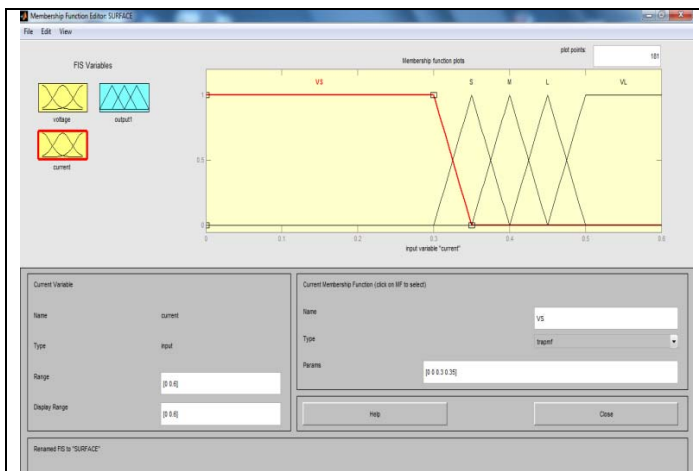 Membership Function Editor: SURFACE
File Edit View
FIS Variables
voltage output1
current
Membership function plots
plot points: 181
VS S M L VL
1
0.5
0
0 0.1 0.2 0.3 0.4 0.5 0.6
input variable "current"
Current Variable
Name current
Type input
Range [0 0.6]
Display Range [0 0.6]
Current Membership Function (click on MF to select)
Name VS
Type trapmf
Params [0 0 0.3 0.35]
Help Close
Renamed FIS to "SURFACE"